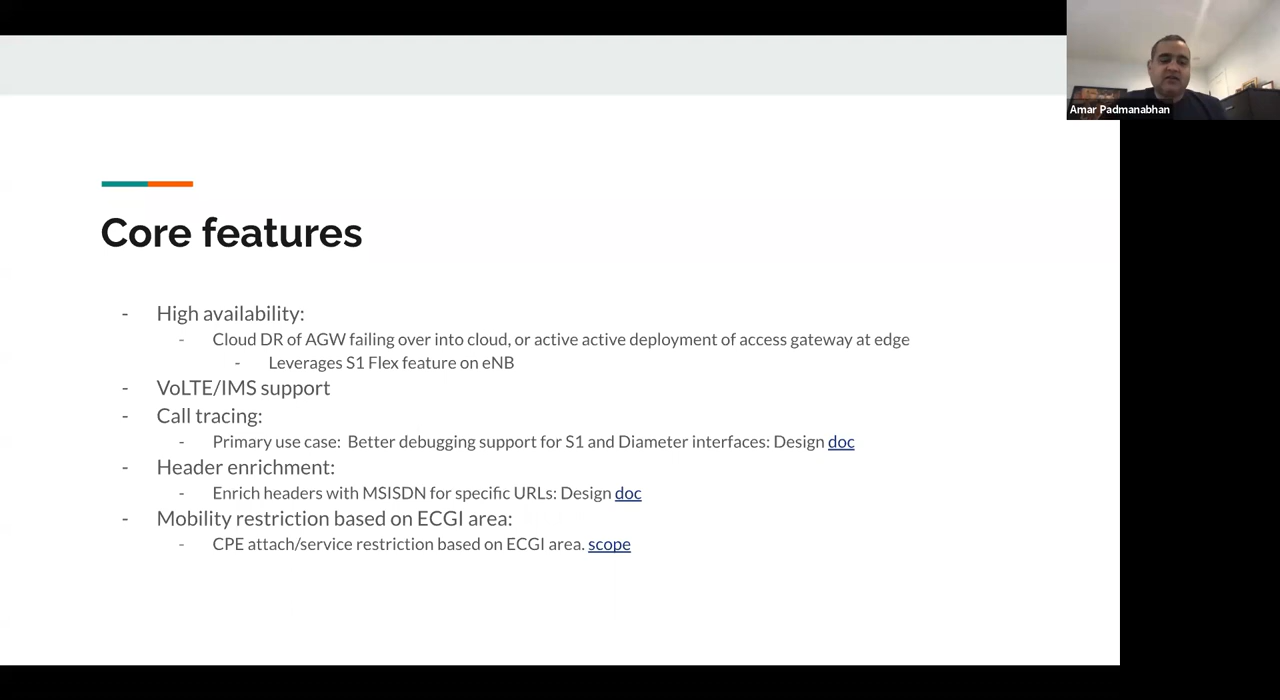 Amar Padmanabhan
Core features
- High availability:
- Cloud DR of AGW failing over into cloud, or active active deployment of access gateway at edge
- Leverages S1 Flex feature on eNB
- VoLTE/IMS support
- Call tracing:
- Primary use case: Better debugging support for S1 and Diameter interfaces: Design doc
- Header enrichment:
- Enrich headers with MSISDN for specific URLs: Design doc
- Mobility restriction based on ECGI area:
- CPE attach/service restriction based on ECGI area. scope